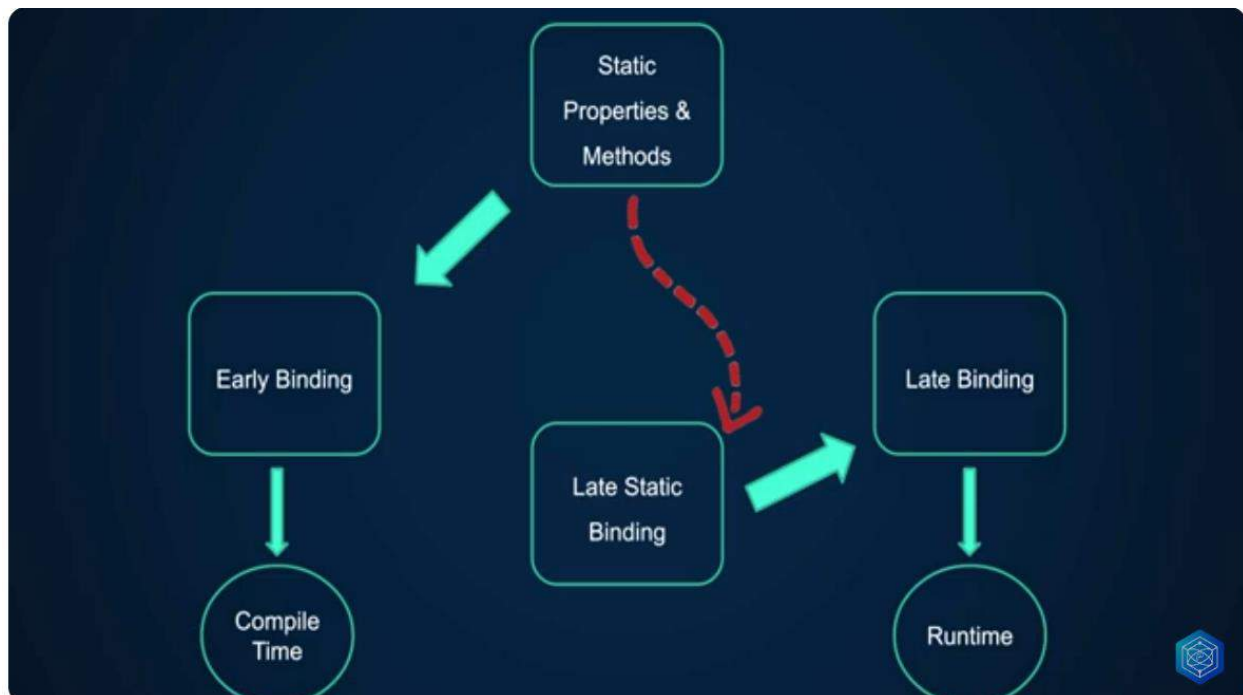 Static
Properties &
Methods
Early Binding
Late Binding
Late Static
Binding
Compile
Time
Runtime